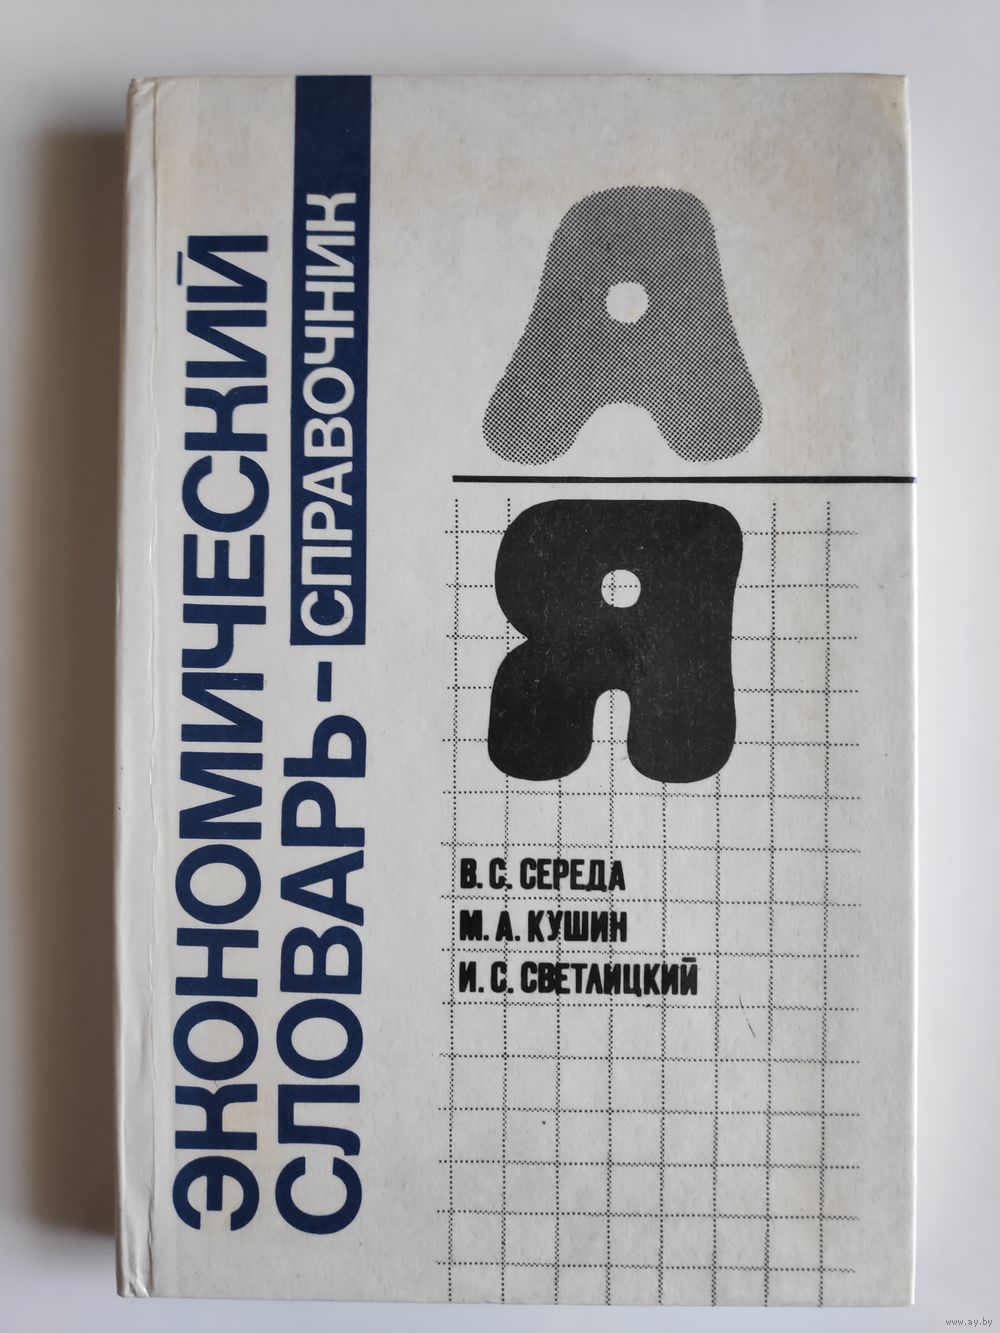 ЭКОНОМИЧЕСКИЙ
СЛОВАРЬ-СПРАВОЧНИК
А
Я
В. С. СЕРЕДА
М. А. КУШИН
И. С. СВЕТЛИЦКИЙ
www.ay.by